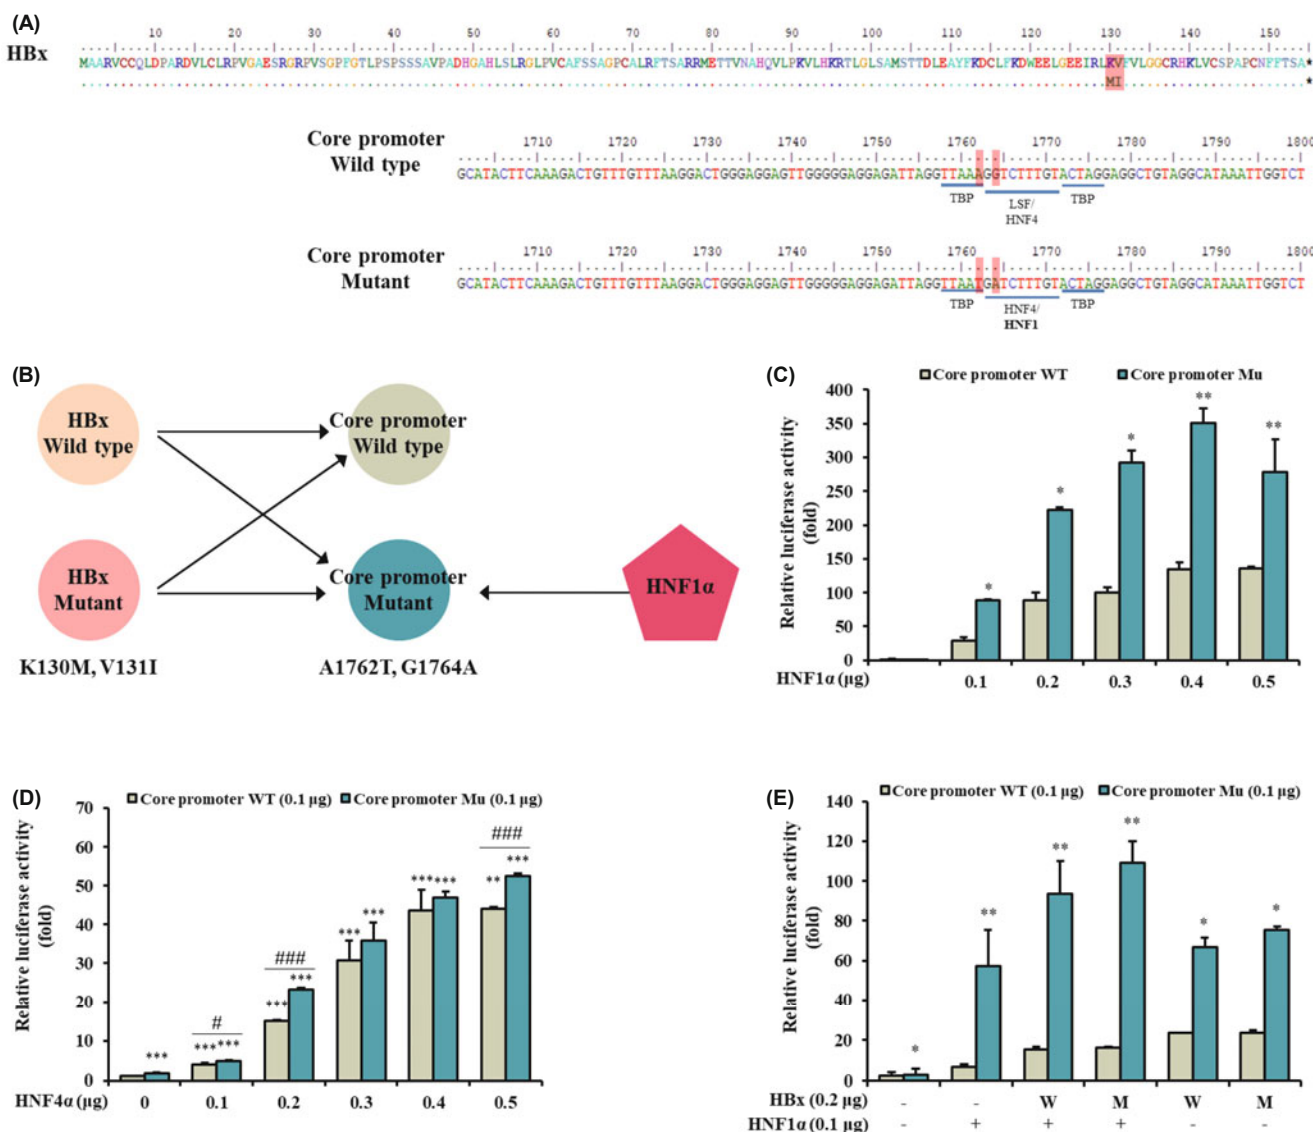 (A)
10 20 30 40 50 60 70 80 90 100 110 120 130 140 150
HBx
MAARVCCQLDPARDVLCLRPVGAESRGRPVSGPFGTLPSPSSSAVPADHGAHLSLRGLPVCAFSSAGPCALRFTSARRMETTVNAHQVLPKVLHKRTLGLSAMSTTDLEAYFKDCLFKDWEELGEEIRLKVFVLGGCRHKLVCSPAPCNFFTSA*
MI *
Core promoter
Wild type
1710 1720 1730 1740 1750 1760 1770 1780 1790 1800
GCATACTTCAAAGACTGTTTGTTTAAGGACTGGGAGGAGTTGGGGGAGGAGATTAGGTTAAAGGTCTTTGTACTAGGAGGCTGTAGGCATAAATTGGTCT
TBP LSF/ TBP
HNF4
Core promoter
Mutant
1710 1720 1730 1740 1750 1760 1770 1780 1790 1800
GCATACTTCAAAGACTGTTTGTTTAAGGACTGGGAGGAGTTGGGGGAGGAGATTAGGTTAATGATCTTTGTACTAGGAGGCTGTAGGCATAAATTGGTCT
TBP HNF4/ TBP
HNF1
(B)
HBx
Wild type
Core promoter
Wild type
HBx
Mutant
Core promoter
Mutant
HNF1α
K130M, V131I
A1762T, G1764A
(C)
Core promoter WT Core promoter Mu
Relative luciferase activity
(fold)
400
350
300
250
200
150
100
50
0
* * * ** **
HNF1α (µg) - 0.1 0.2 0.3 0.4 0.5
(D)
Core promoter WT (0.1 µg) Core promoter Mu (0.1 µg)
Relative luciferase activity
(fold)
70
60
50
40
30
20
10
0
# ### ###
*** *** *** *** *** *** *** *** *** ** ***
HNF4α (µg) 0 0.1 0.2 0.3 0.4 0.5
(E)
Core promoter WT (0.1 µg) Core promoter Mu (0.1 µg)
Relative luciferase activity
(fold)
140
120
100
80
60
40
20
0
* ** ** ** * *
HBx (0.2 µg) - - W M W M
HNF1α (0.1 µg) - + + + - -